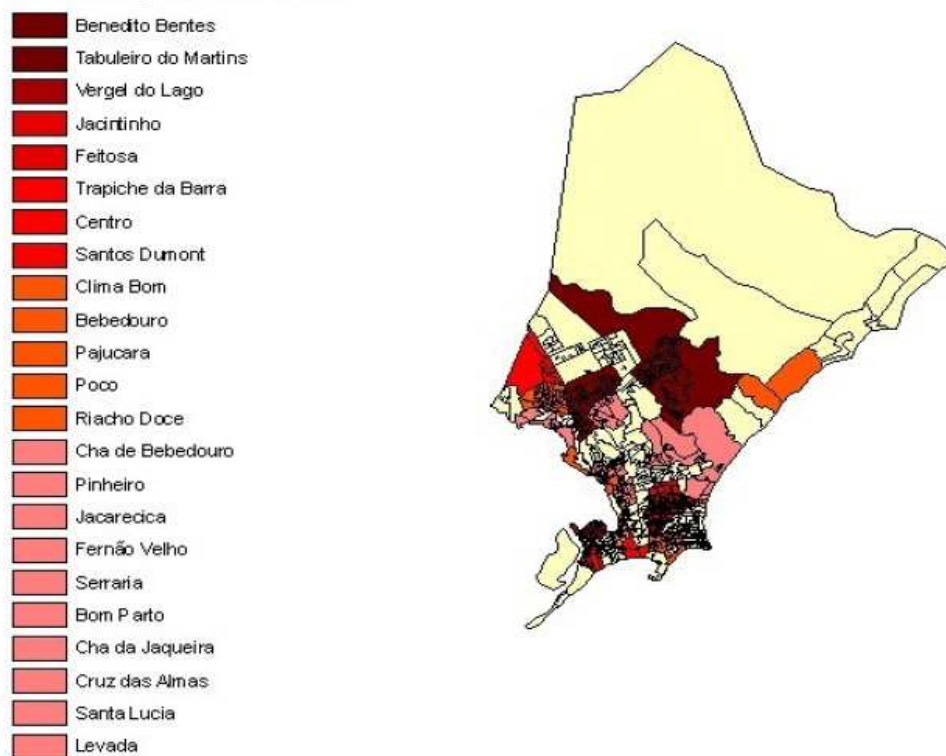 Benedito Bentes
Tabuleiro do Martins
Vergel do Lago
Jacintinho
Feitosa
Trapiche da Barra
Centro
Santos Dumont
Clima Bom
Bebedouro
Pajucara
Poco
Riacho Doce
Cha de Bebedouro
Pinheiro
Jacarecica
Fernão Velho
Serraria
Bom Parto
Cha da Jaqueira
Cruz das Almas
Santa Lucia
Levada